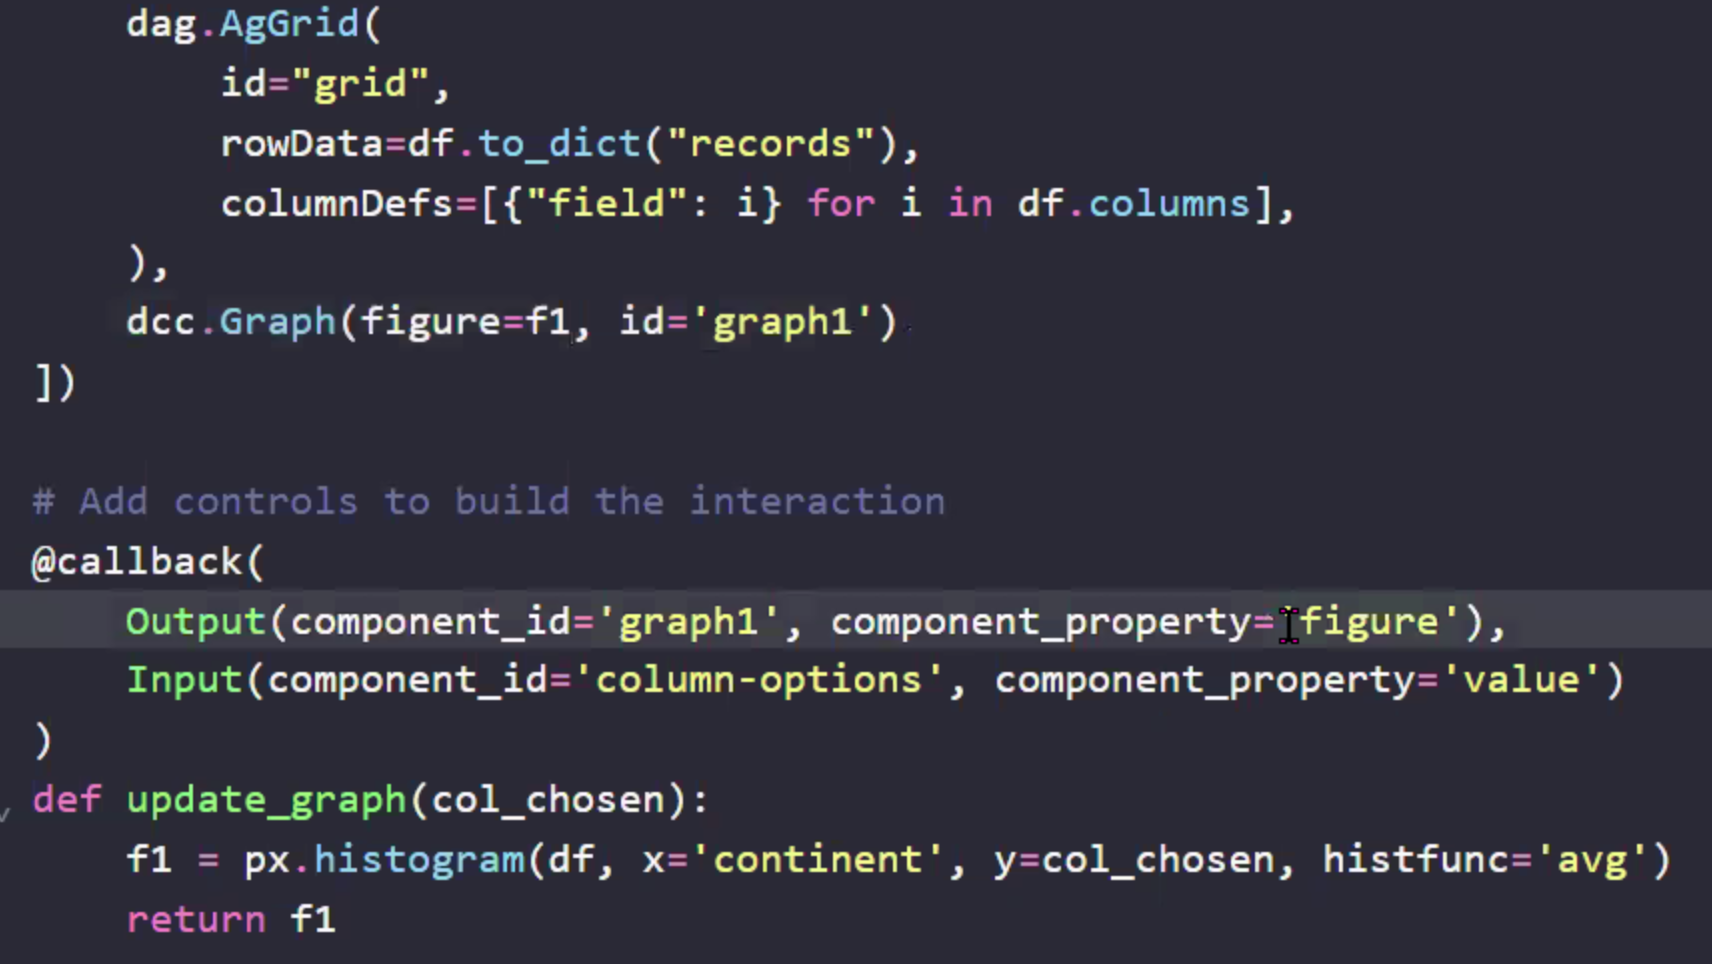 dag.AgGrid(
id="grid",
rowData=df.to_dict("records"),
columnDefs=[{"field": i} for i in df.columns],
),
dcc.Graph(figure=f1, id='graph1')
])
# Add controls to build the interaction
@callback(
Output(component_id='graph1', component_property='figure'),
Input(component_id='column-options', component_property='value')
)
def update_graph(col_chosen):
f1 = px.histogram(df, x='continent', y=col_chosen, histfunc='avg')
return f1